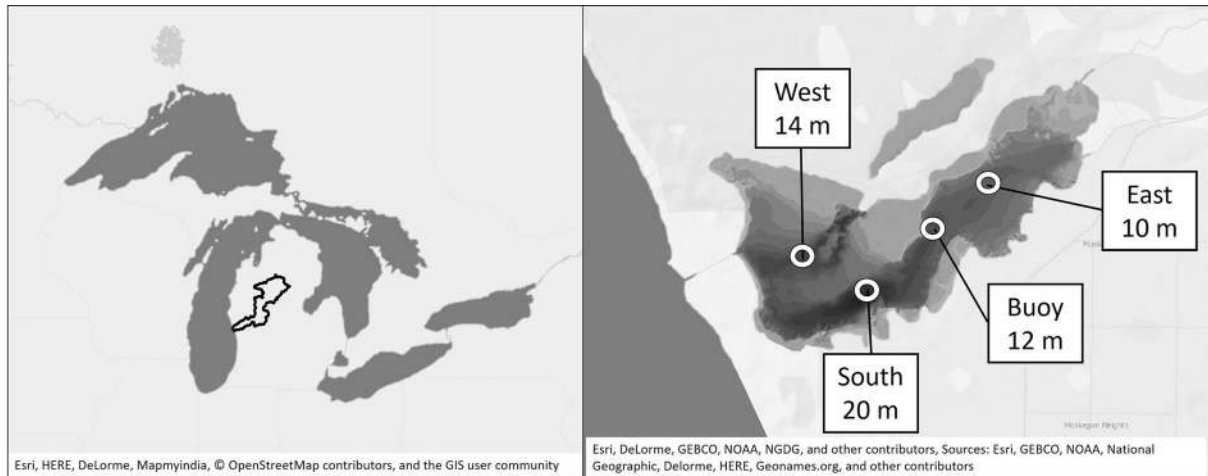 West
14 m
East
10 m
Buoy
12 m
South
20 m
Muskegon Heights
Esri, HERE, DeLorme, Mapmyindia, © OpenStreetMap contributors, and the GIS user community
Esri, DeLorme, GEBCO, NOAA, NGDG, and other contributors, Sources: Esri, GEBCO, NOAA, National
Geographic, Delorme, HERE, Geonames.org, and other contributors